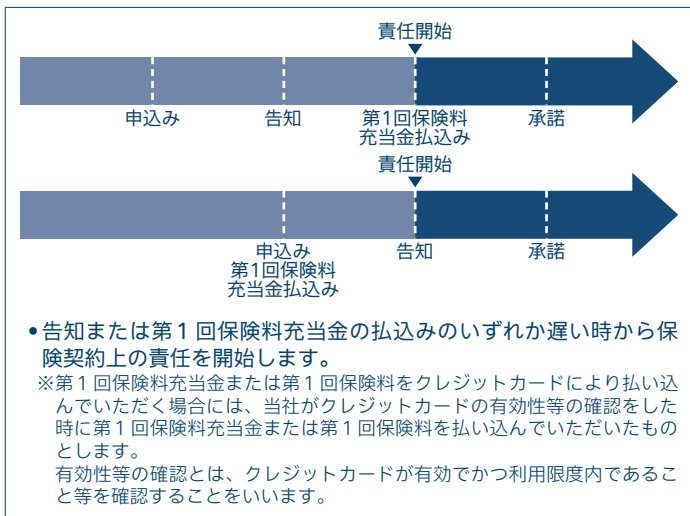 責任開始
申込み
告知
第1回保険料
充当金払込み
承諾
責任開始
申込み
第1回保険料
充当金払込み
告知
承諾
•告知または第1回保険料充当金の払込みのいずれか遅い時から保
険契約上の責任を開始します。
※第1回保険料充当金または第1回保険料をクレジットカードにより払い込
んでいただく場合には、当社がクレジットカードの有効性等の確認をした
時に第1回保険料充当金または第1回保険料を払い込んでいただいたもの
とします。
有効性等の確認とは、クレジットカードが有効でかつ利用限度内であるこ
と等を確認することをいいます。